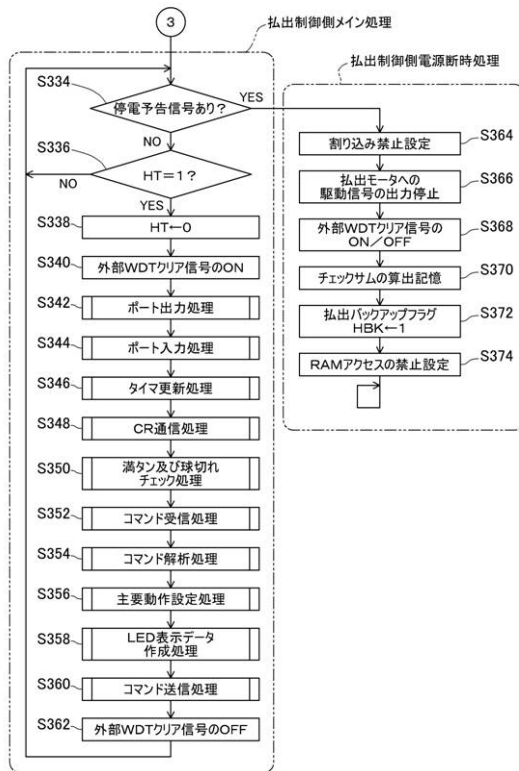 3
払出制御側メイン処理
払出制御側電源断時処理
S334
停電予告信号あり?
YES
NO
S336
HT=1?
NO
YES
S338
HT←0
S340
外部WDTクリア信号のON
S342
ポート出力処理
S344
ポート入力処理
S346
タイマ更新処理
S348
CR通信処理
S350
満タン及び球切れ
チェック処理
S352
コマンド受信処理
S354
コマンド解析処理
S356
主要動作設定処理
S358
LED表示データ
作成処理
S360
コマンド送信処理
S362
外部WDTクリア信号のOFF
割り込み禁止設定
S364
払出モータへの
駆動信号の出力停止
S366
外部WDTクリア信号の
ON/OFF
S368
チェックサムの算出記憶
S370
払出バックアップフラグ
HBK←1
S372
RAMアクセスの禁止設定
S374